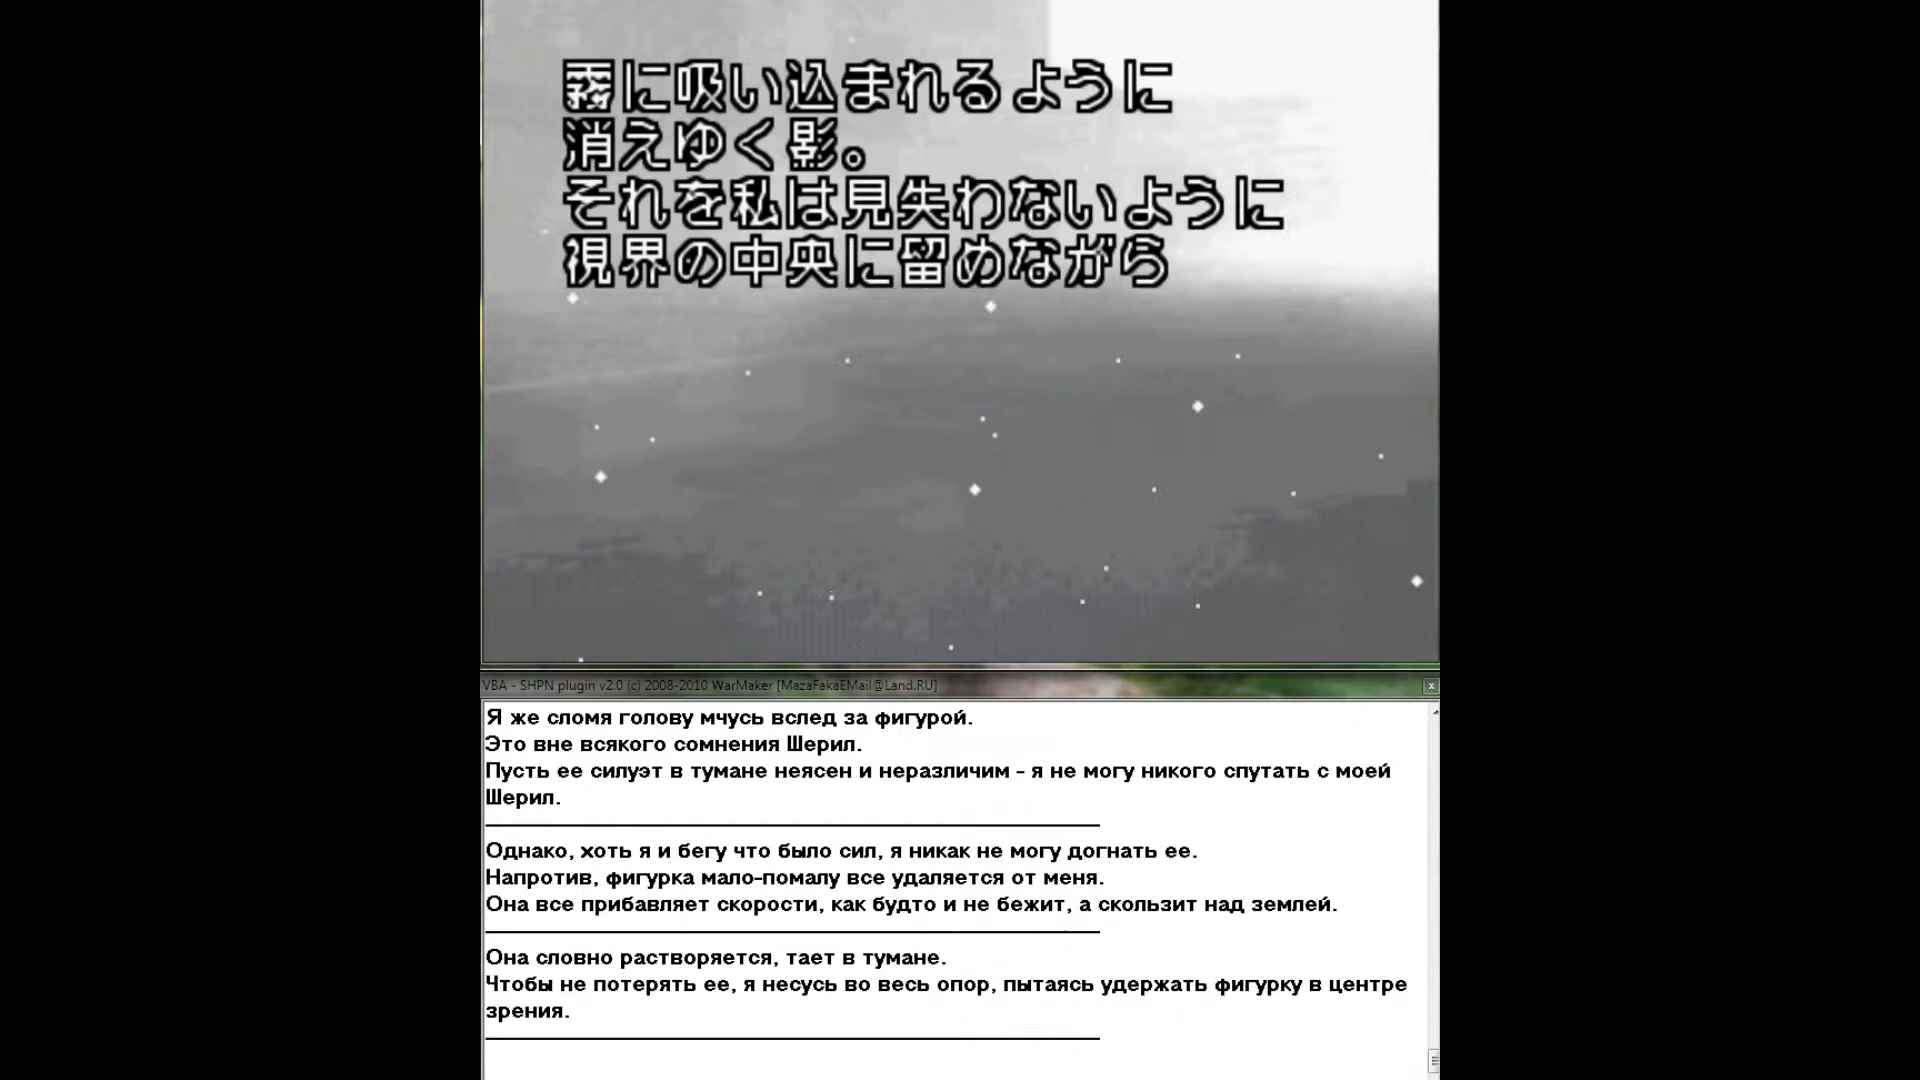 霧に吸い込まれるように
消えゆく影。
それを私は見失わないように
視界の中央に留めながら
VBA - SHPN plugin v2.0 (c) 2008-2010 WarMaker [MazaFakaEMail@Land.RU]
Я же сломя голову мчусь вслед за фигурой.
Это вне всякого сомнения Шерил.
Пусть ее силуэт в тумане неясен и неразличим - я не могу никого спутать с моей
Шерил.
Однако, хоть я и бегу что было сил, я никак не могу догнать ее.
Напротив, фигурка мало-помалу все удаляется от меня.
Она все прибавляет скорости, как будто и не бежит, а скользит над землей.
Она словно растворяется, тает в тумане.
Чтобы не потерять ее, я несусь во весь опор, пытаясь удержать фигурку в центре
зрения.